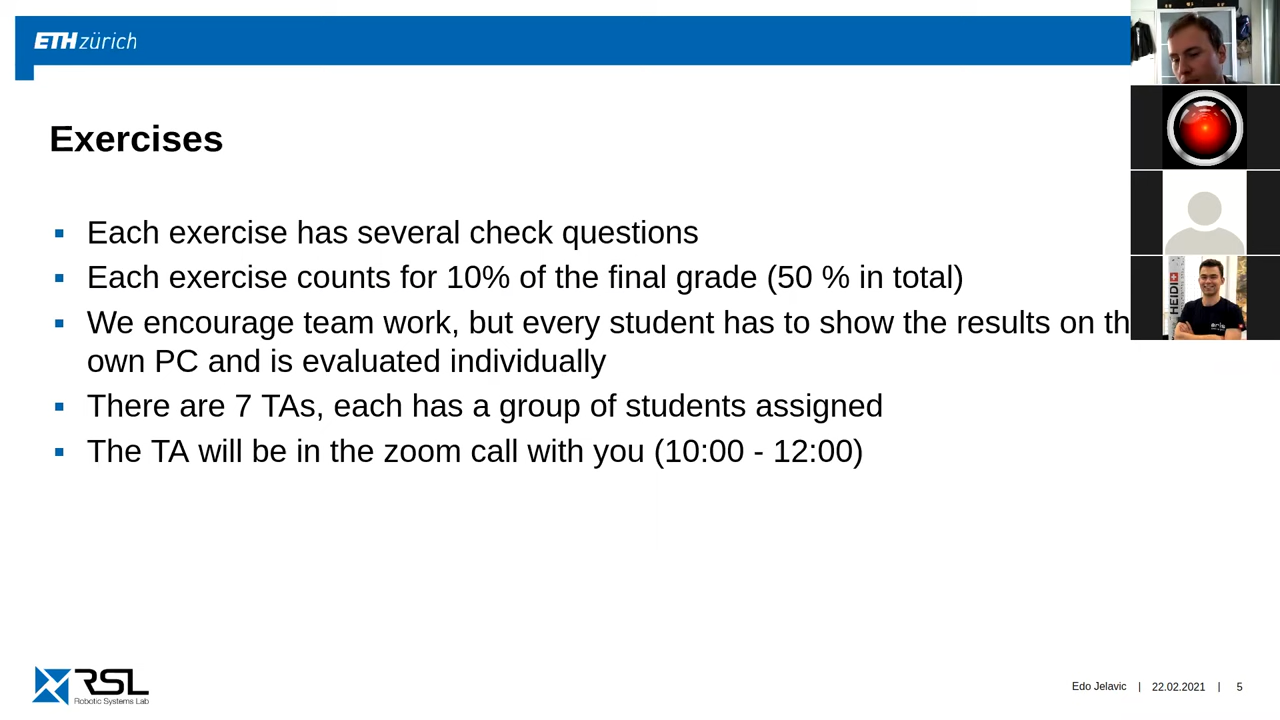 ETH zürich
Exercises
Each exercise has several check questions
Each exercise counts for 10% of the final grade (50 % in total)
We encourage team work, but every student has to show the results on th
own PC and is evaluated individually
There are 7 TAs, each has a group of students assigned
The TA will be in the zoom call with you (10:00 - 12:00)
HEIDI
RSL
Robotic Systems Lab
Edo Jelavic | 22.02.2021 | 5